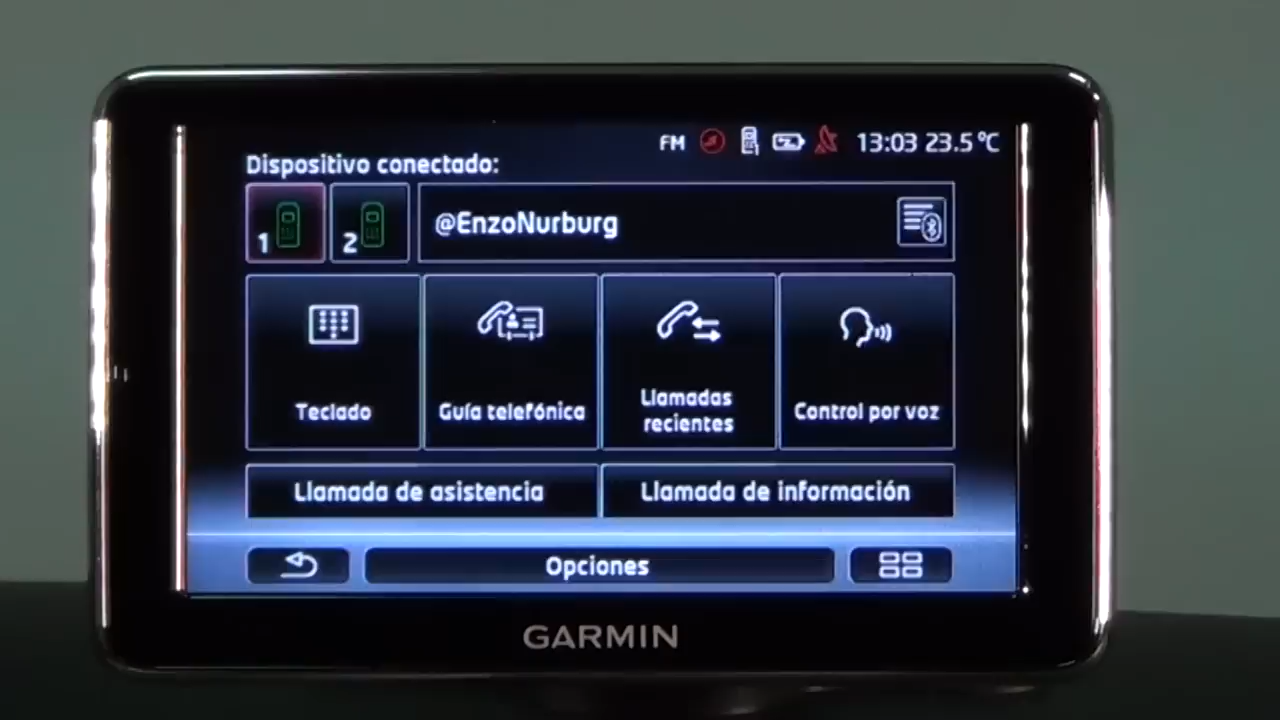 FM 1 13:03 23.5°C
Dispositivo conectado:
1 2 @EnzoNurburg
Teclado
Guía telefónica
Llamadas
recientes
Control por voz
Llamada de asistencia
Llamada de información
Opciones
GARMIN